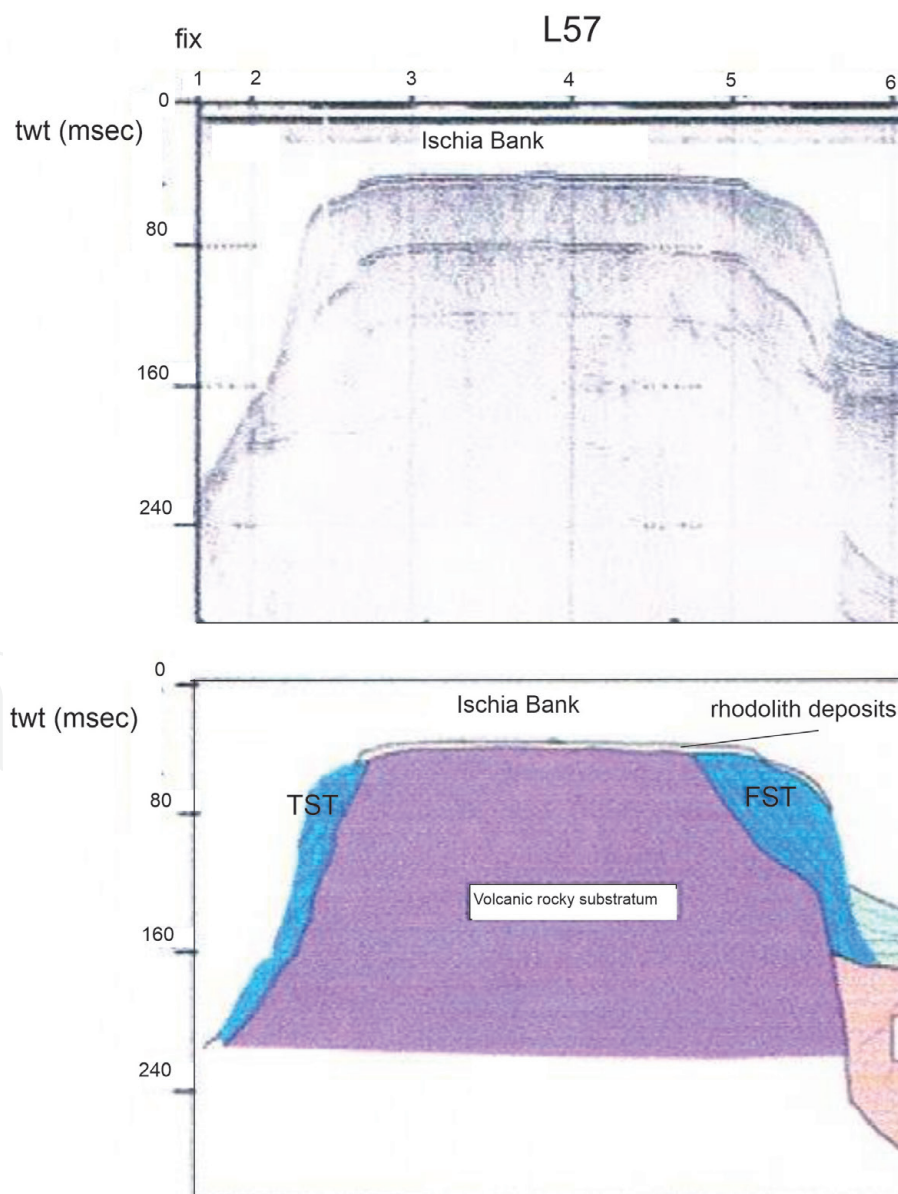 L57
fix
1 2 3 4 5 6
0
twt (msec)
Ischia Bank
80
160
240
0
twt (msec)
Ischia Bank
rhodolith deposits
80
TST
FST
Volcanic rocky substratum
160
240